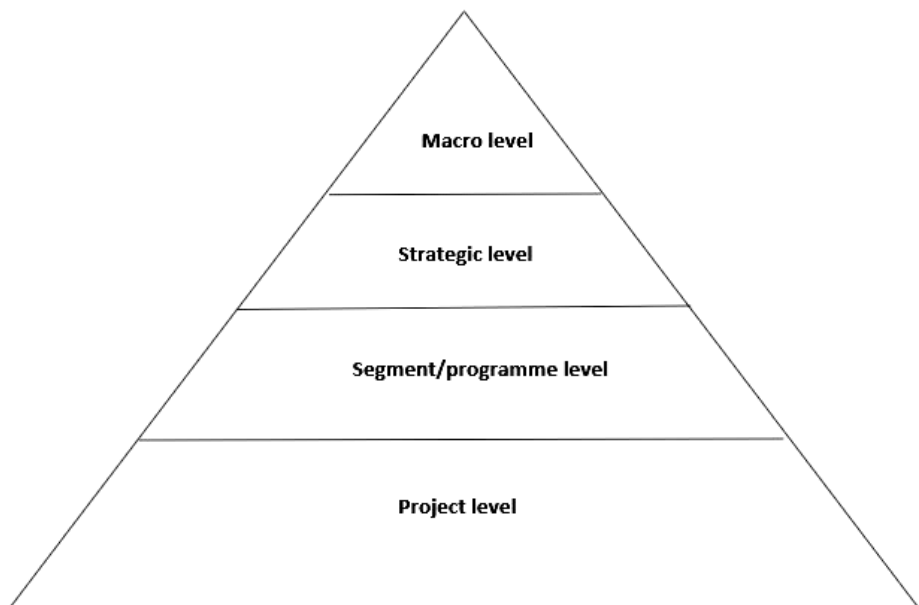 Macro level
Strategic level
Segment/programme level
Project level